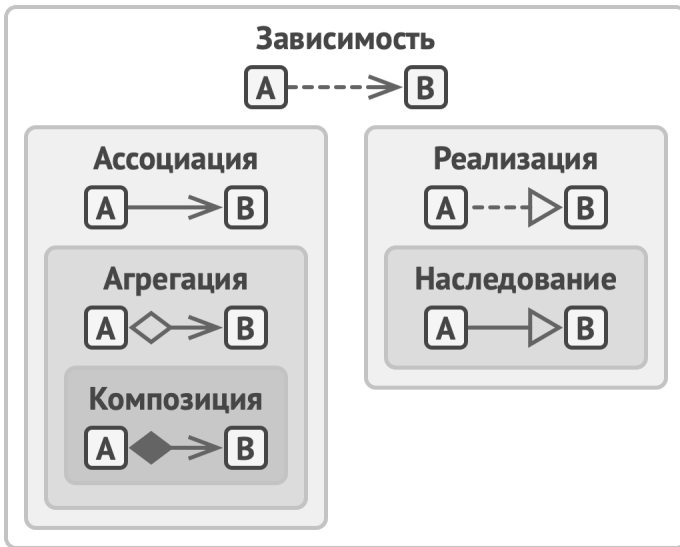 Зависимость
A B
Ассоциация
A B
Агрегация
A B
Композиция
A B
Реализация
A B
Наследование
A B